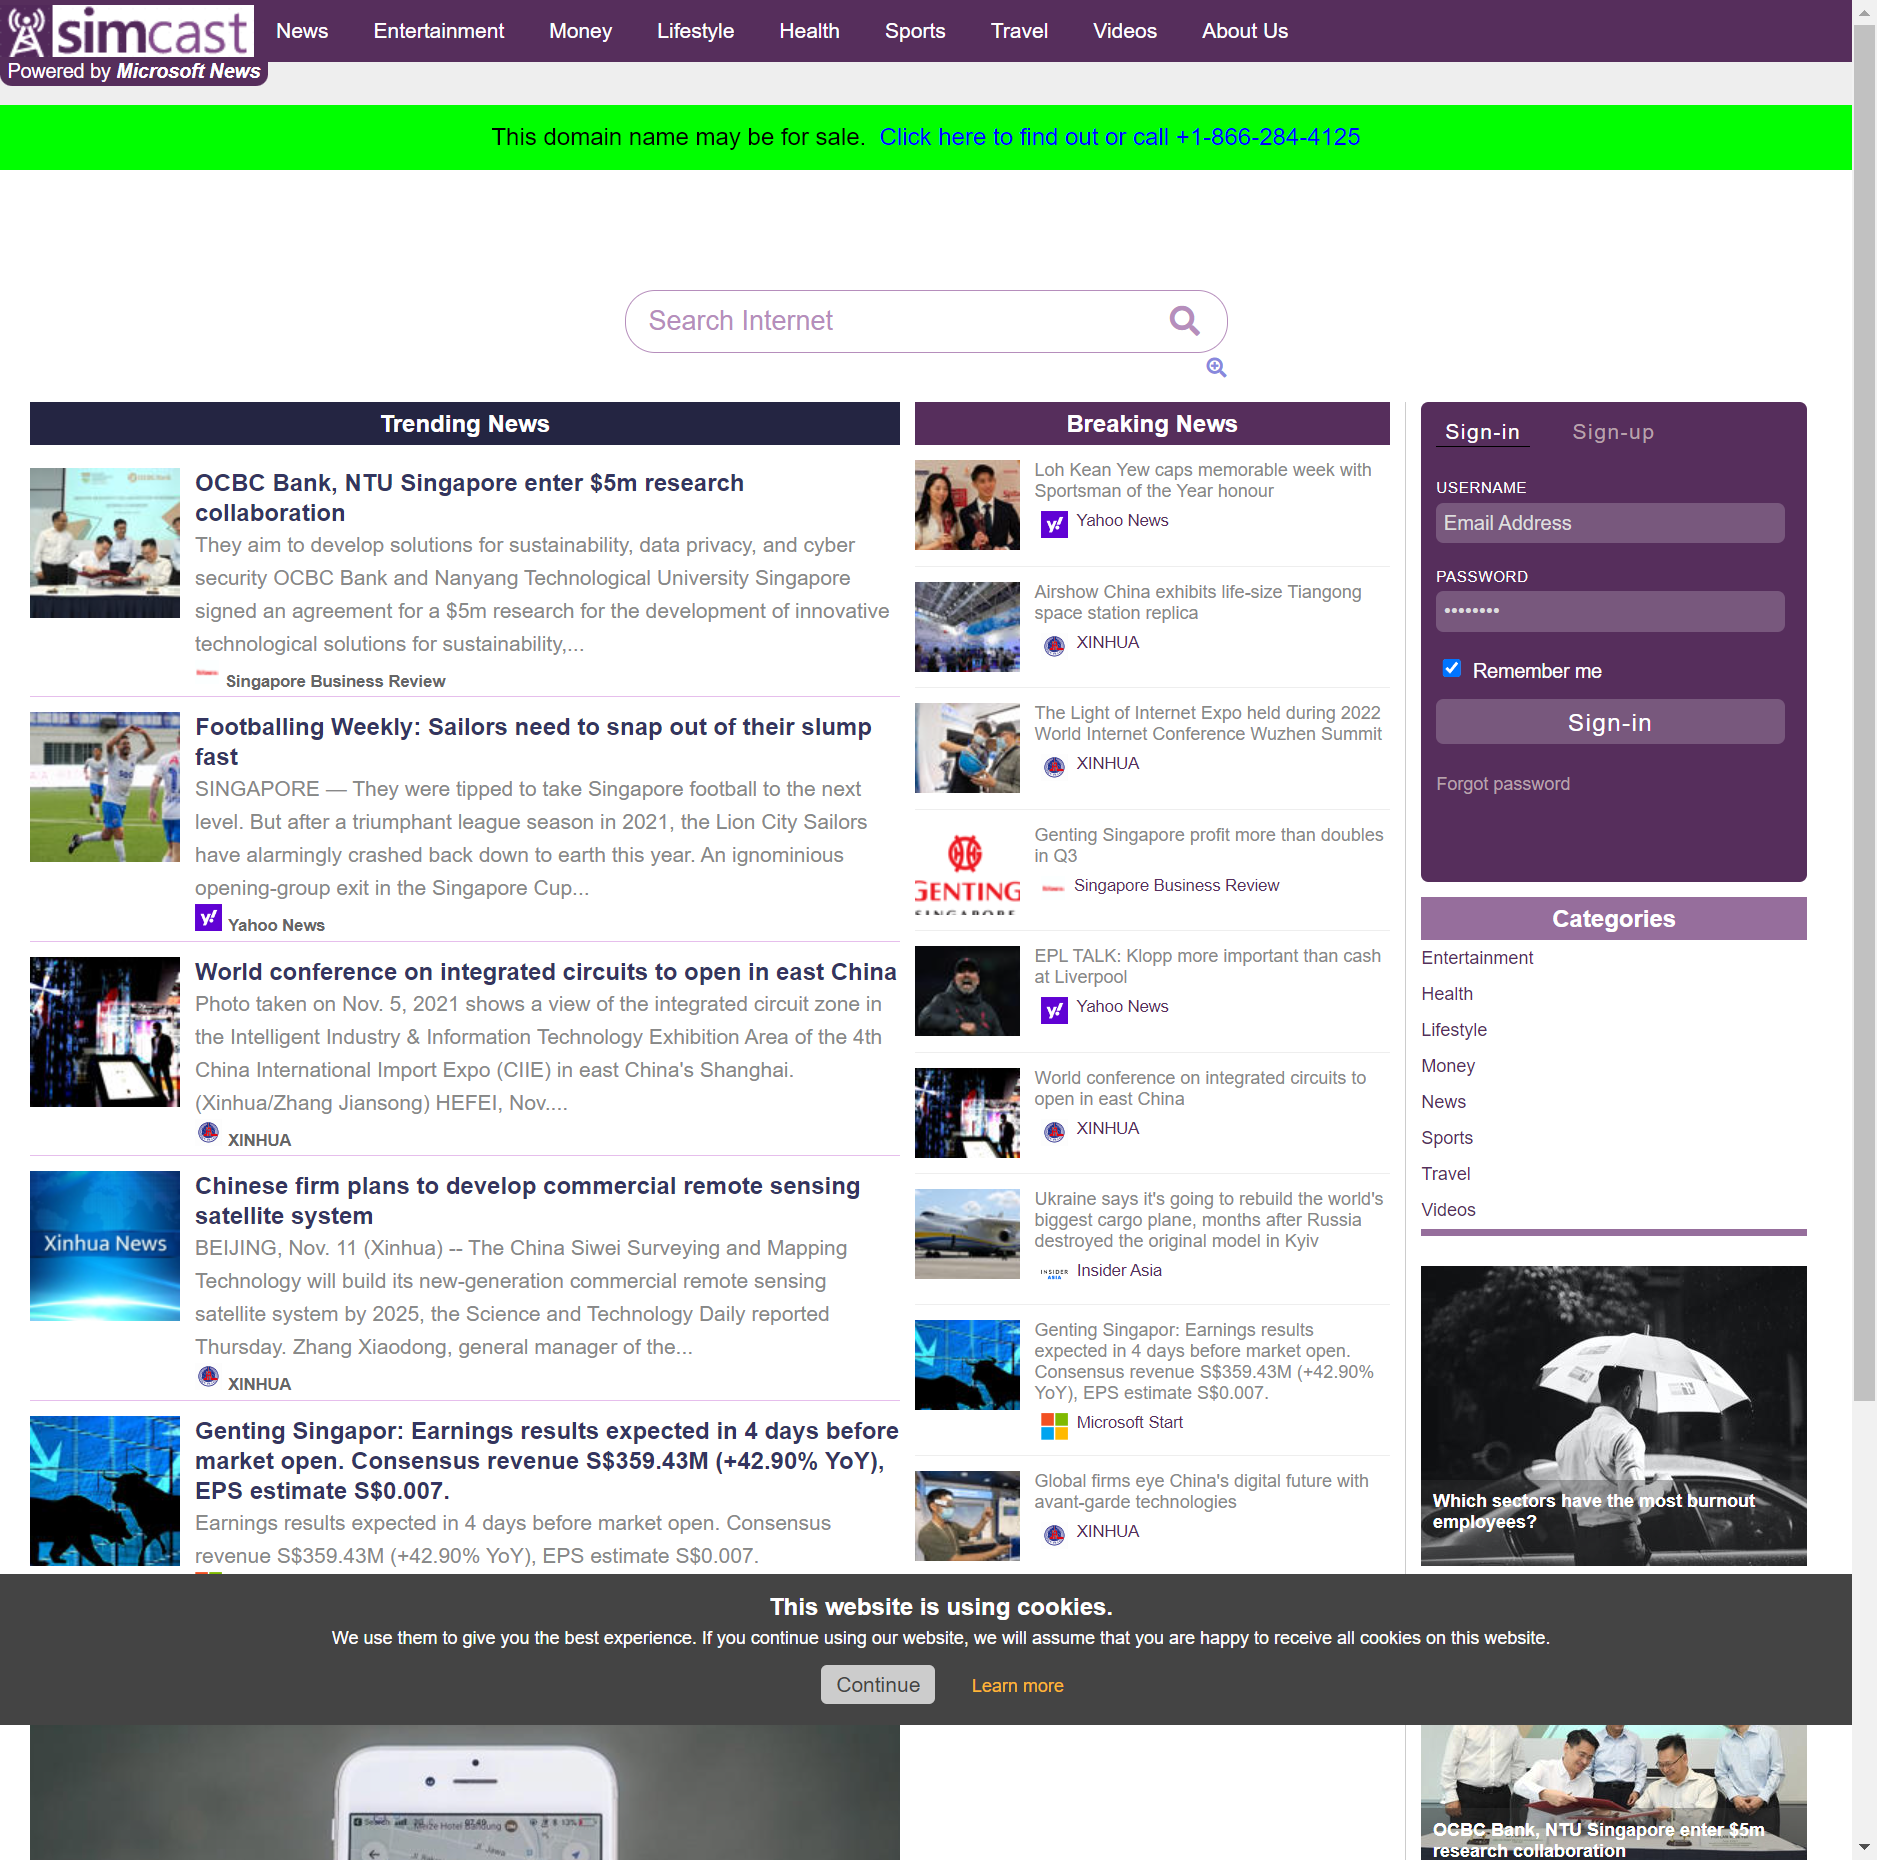 simcast
Powered by Microsoft News
News
Entertainment
Money
Lifestyle
Health
Sports
Travel
Videos
About Us
This domain name may be for sale. Click here to find out or call +1-866-284-4125
Search Internet
Trending News
OCBC Bank, NTU Singapore enter $5m research
collaboration
They aim to develop solutions for sustainability, data privacy, and cyber
security OCBC Bank and Nanyang Technological University Singapore
signed an agreement for a $5m research for the development of innovative
technological solutions for sustainability,...
Singapore Business Review
Footballing Weekly: Sailors need to snap out of their slump
fast
SINGAPORE — They were tipped to take Singapore football to the next
level. But after a triumphant league season in 2021, the Lion City Sailors
have alarmingly crashed back down to earth this year. An ignominious
opening-group exit in the Singapore Cup...
y!
Yahoo News
World conference on integrated circuits to open in east China
Photo taken on Nov. 5, 2021 shows a view of the integrated circuit zone in
the Intelligent Industry & Information Technology Exhibition Area of the 4th
China International Import Expo (CIIE) in east China's Shanghai.
(Xinhua/Zhang Jiansong) HEFEI, Nov....
XINHUA
Xinhua News
Chinese firm plans to develop commercial remote sensing
satellite system
BEIJING, Nov. 11 (Xinhua) -- The China Siwei Surveying and Mapping
Technology will build its new-generation commercial remote sensing
satellite system by 2025, the Science and Technology Daily reported
Thursday. Zhang Xiaodong, general manager of the...
XINHUA
Genting Singapor: Earnings results expected in 4 days before
market open. Consensus revenue S$359.43M (+42.90% YoY),
EPS estimate S$0.007.
Earnings results expected in 4 days before market open. Consensus
revenue S$359.43M (+42.90% YoY), EPS estimate S$0.007.
Breaking News
Loh Kean Yew caps memorable week with
Sportsman of the Year honour
y!
Yahoo News
Airshow China exhibits life-size Tiangong
space station replica
XINHUA
The Light of Internet Expo held during 2022
World Internet Conference Wuzhen Summit
XINHUA
GENTING
SINGAPORE
Genting Singapore profit more than doubles
in Q3
Singapore Business Review
EPL TALK: Klopp more important than cash
at Liverpool
y!
Yahoo News
World conference on integrated circuits to
open in east China
XINHUA
Ukraine says it's going to rebuild the world's
biggest cargo plane, months after Russia
destroyed the original model in Kyiv
INSIDER
ASIA
Insider Asia
Genting Singapor: Earnings results
expected in 4 days before market open.
Consensus revenue S$359.43M (+42.90%
YoY), EPS estimate S$0.007.
Microsoft Start
Global firms eye China's digital future with
avant-garde technologies
XINHUA
Sign-in
Sign-up
USERNAME
Email Address
PASSWORD
Remember me
Sign-in
Forgot password
Categories
Entertainment
Health
Lifestyle
Money
News
Sports
Travel
Videos
Which sectors have the most burnout
employees?
This website is using cookies.
We use them to give you the best experience. If you continue using our website, we will assume that you are happy to receive all cookies on this website.
Continue
Learn more
Search
07.49
13%
Hotel Bandung
Jl. Jawa
OCBC Bank, NTU Singapore enter $5m
research collaboration